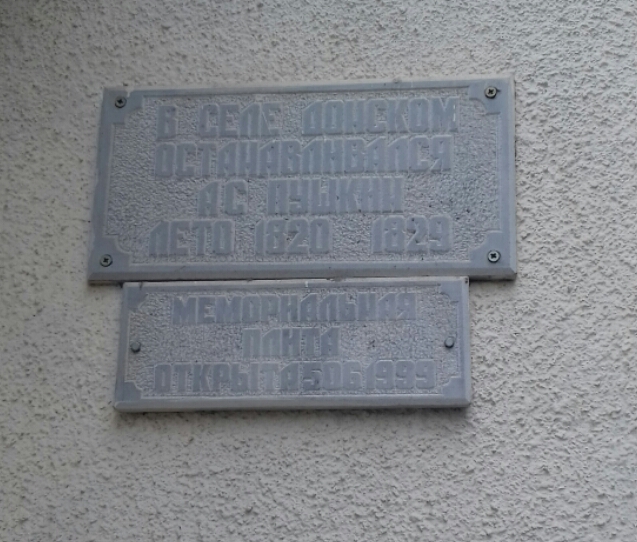 В СЕЛЕ ДОНСКОМ
ОСТАНАВЛИВАЛСЯ
А С ПУШКИН
ЛЕТО 1820 1829
МЕМОРИАЛЬНАЯ
ПЛИТА
ОТКРЫТА 5.06.1999